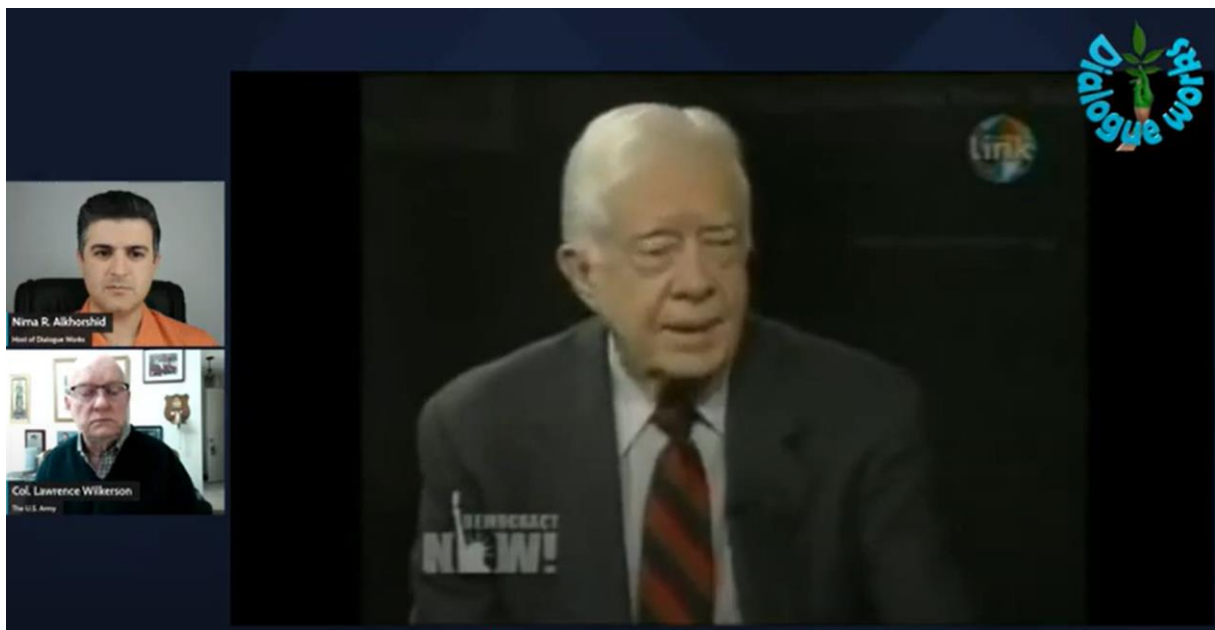 Dialogue works
link
Nima R. Alkhorshid
Host of Dialogue Works
Col. Lawrence Wilkerson
The U.S. Army
DEMOCRACY
NOW!